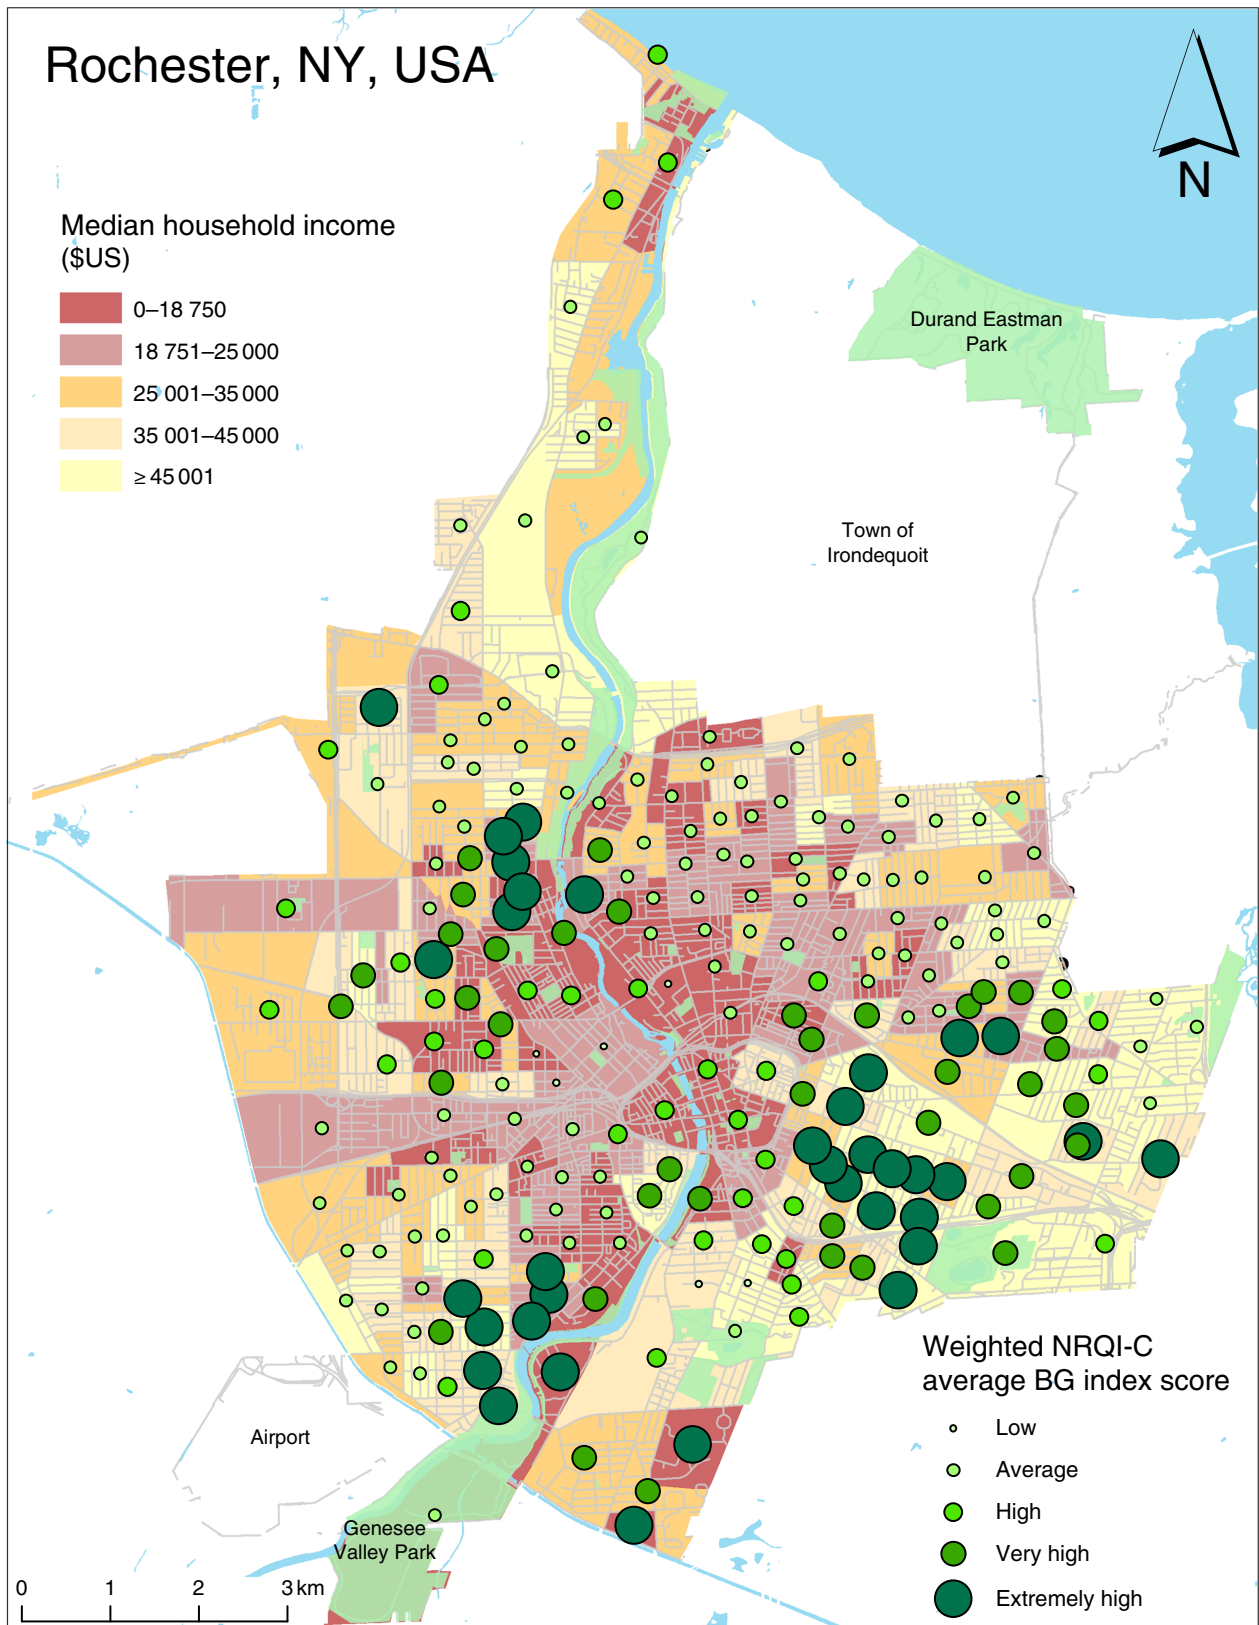 Rochester, NY, USA
N
Median household income
($US)
0–18 750
18 751–25 000
25 001–35 000
35 001–45 000
≥ 45 001
Durand Eastman
Park
Town of
Irondequoit
Airport
Genesee
Valley Park
Weighted NRQI-C
average BG index score
Low
Average
High
Very high
Extremely high
0 1 2 3 km